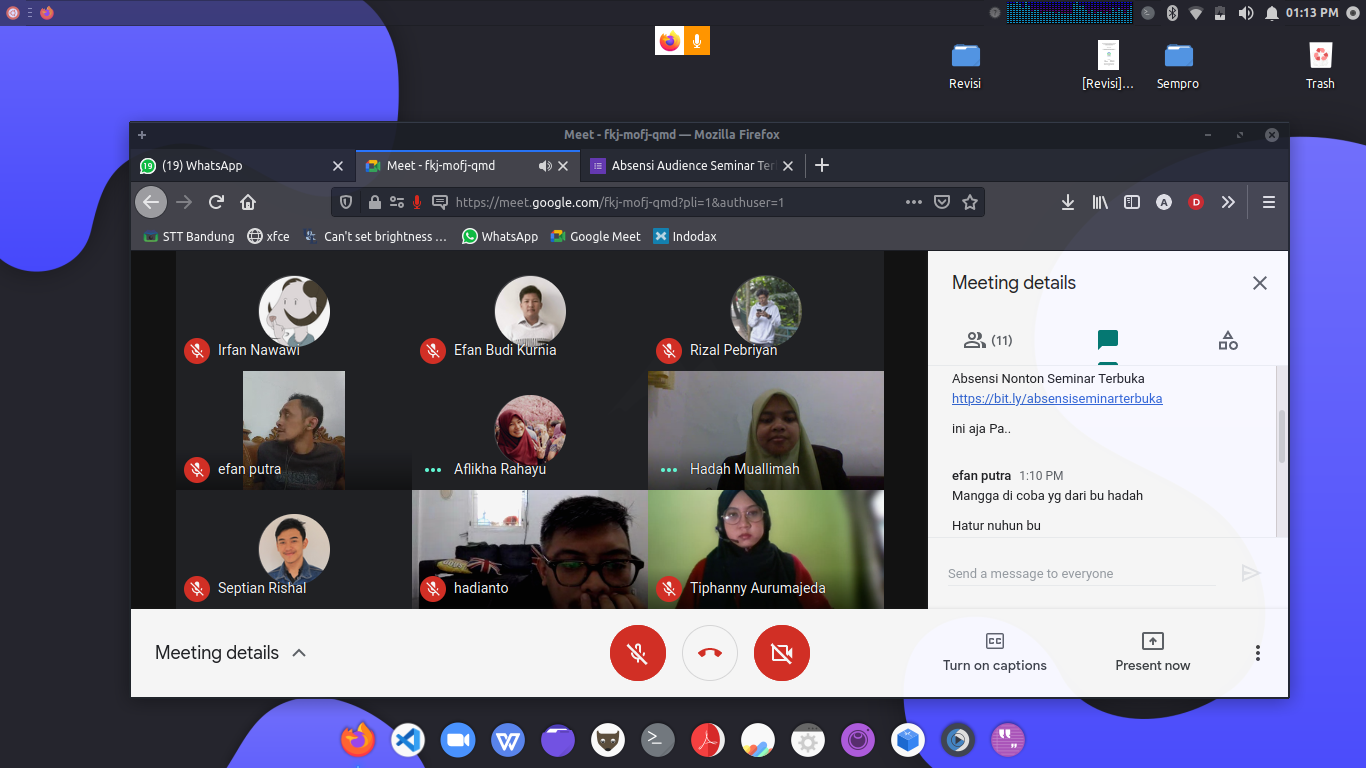 01:13 PM
Revisi
[Revisi]...
Sempro
Trash
Meet - fkj-mofj-qmd — Mozilla Firefox
19
(19) WhatsApp
Meet - fkj-mofj-qmd
Absensi Audience Seminar Ter
https://meet.google.com/fkj-mofj-qmd?pli=1&authuser=1
A
D
STT Bandung
xfce
Can't set brightness ...
WhatsApp
Google Meet
Indodax
Irfan Nawawi
Efan Budi Kurnia
Rizal Pebriyan
efan putra
Aflikha Rahayu
Hadah Muallimah
Septian Rishal
hadianto
Tiphanny Aurumajeda
Meeting details
(11)
Absensi Nonton Seminar Terbuka
https://bit.ly/absensiseminarterbuka
ini aja Pa..
efan putra 1:10 PM
Mangga di coba yg dari bu hadah
Hatur nuhun bu
Send a message to everyone
Meeting details
CC
Turn on captions
Present now